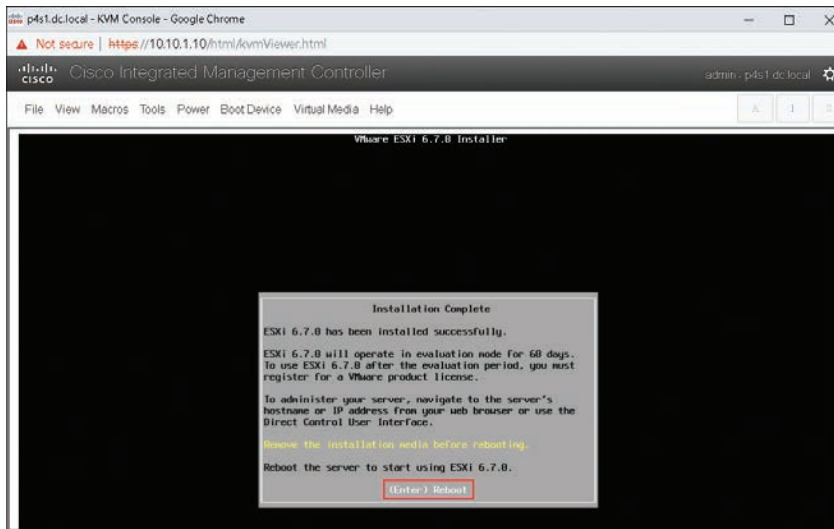 p4s1.dc.local - KVM Console - Google Chrome
Not secure | https://10.10.1.10/html/kvmViewer.html
cisco Cisco Integrated Management Controller admin - p4s1.dc.local
File View Macros Tools Power Boot Device Virtual Media Help A 1
VMware ESXi 6.7.0 Installer
Installation Complete
ESXi 6.7.0 has been installed successfully.
ESXi 6.7.0 will operate in evaluation mode for 60 days.
To use ESXi 6.7.0 after the evaluation period, you must
register for a VMware product license.
To administer your server, navigate to the server's
hostname or IP address from your web browser or use the
Direct Control User Interface.
Remove the installation media before rebooting.
Reboot the server to start using ESXi 6.7.0.
(Enter) Reboot